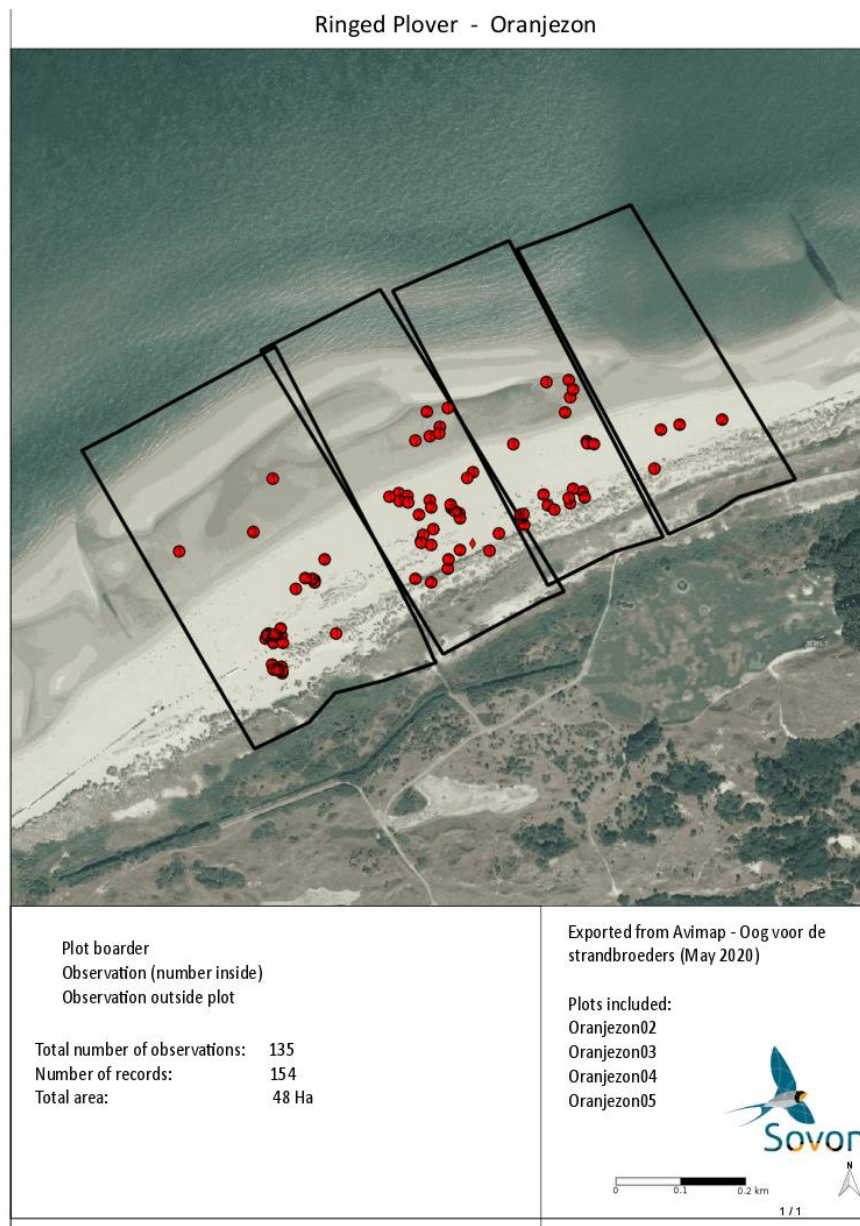 Ringed Plover - Oranjezon
Plot boarder
Observation (number inside)
Observation outside plot
Total number of observations: 135
Number of records: 154
Total area: 48 Ha
Exported from Avimap - Oog voor de
strandbroeders (May 2020)
Plots included:
Oranjezon02
Oranjezon03
Oranjezon04
Oranjezon05
Sovon
N
0 0.1 0.2 km
1 / 1